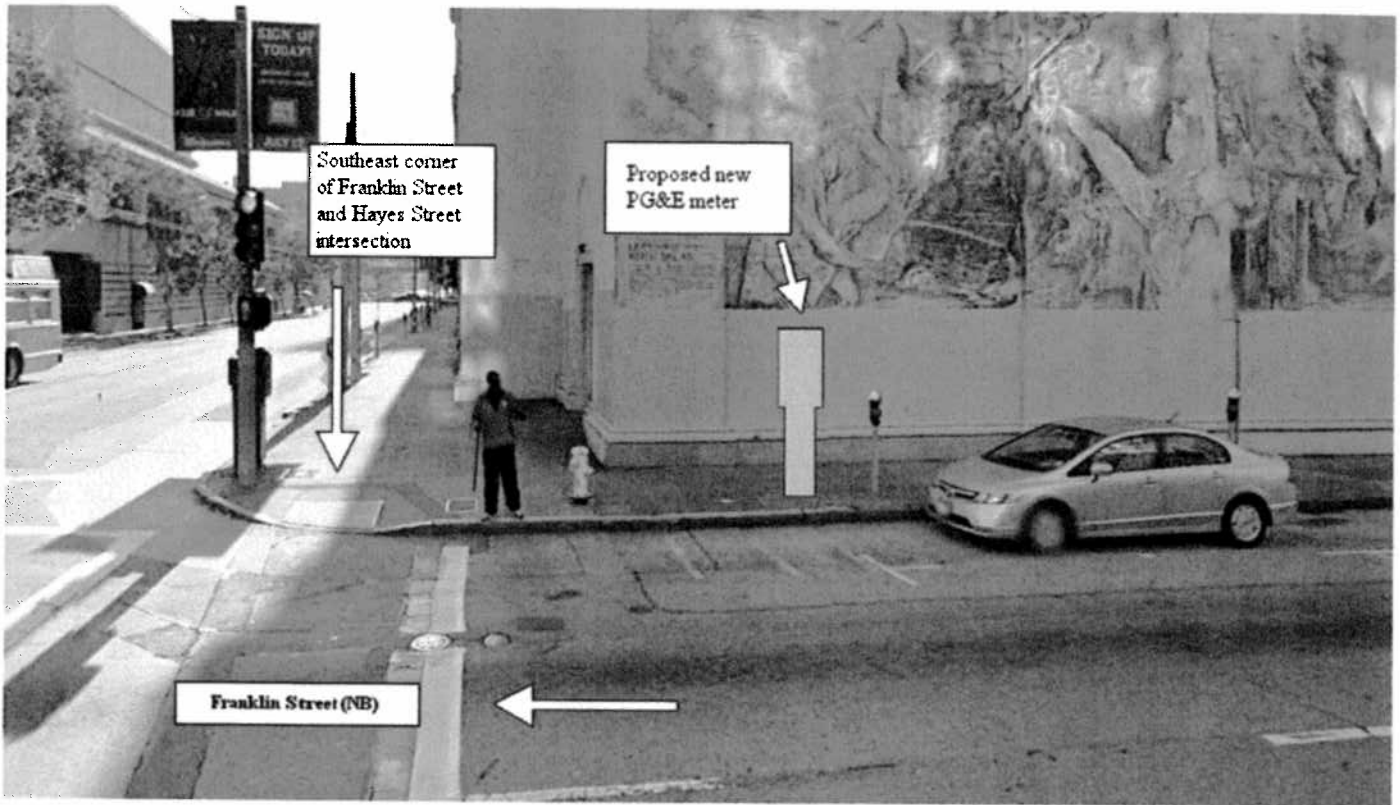 SIGN UP
TODAY!
JULY
Southeast corner
of Franklin Street
and Hayes Street
intersection
Proposed new
PG&E meter
Franklin Street (NB)